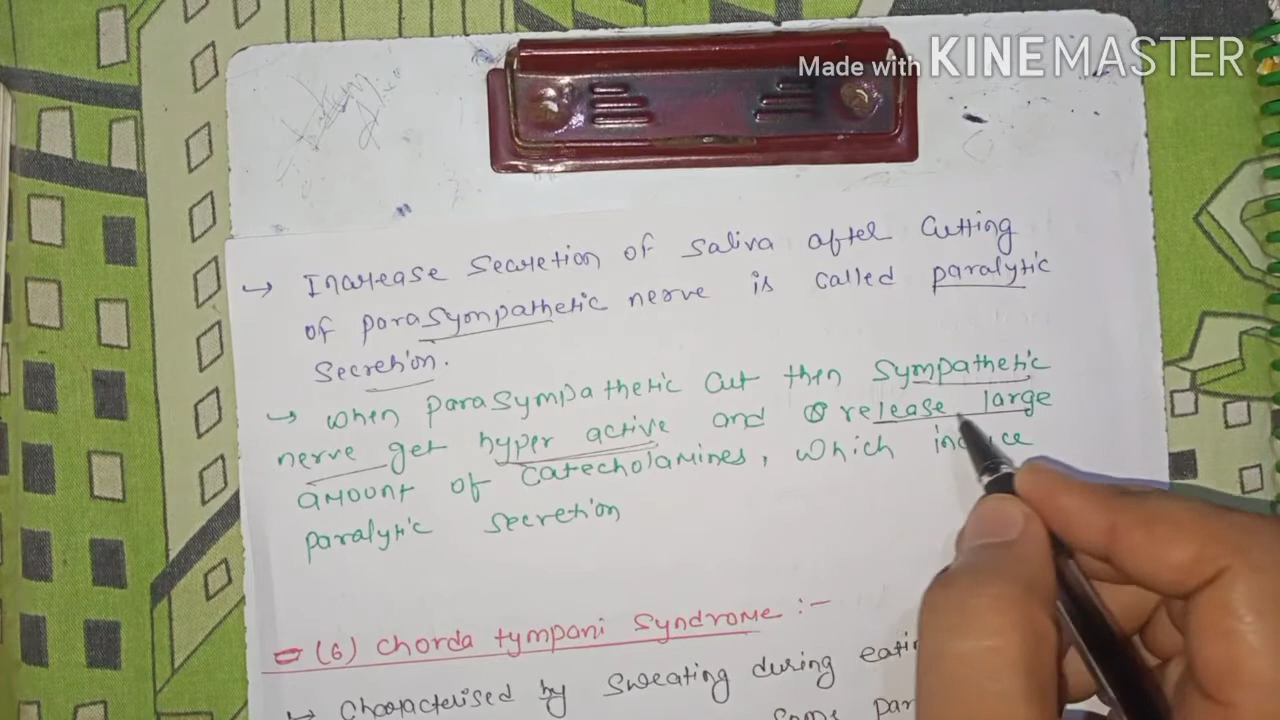 Made with KINEMASTER
→ Increase Secretion of Saliva after Cutting
of parasympathetic nerve is called paralytic
Secretion.
→ When parasympathetic cut then sympathetic
nerve get hyper active and release large
amount of catecholamines, which
paralytic secretion
(6) Chorda tympani Syndrome :-
↳ Characterised by Sweating during